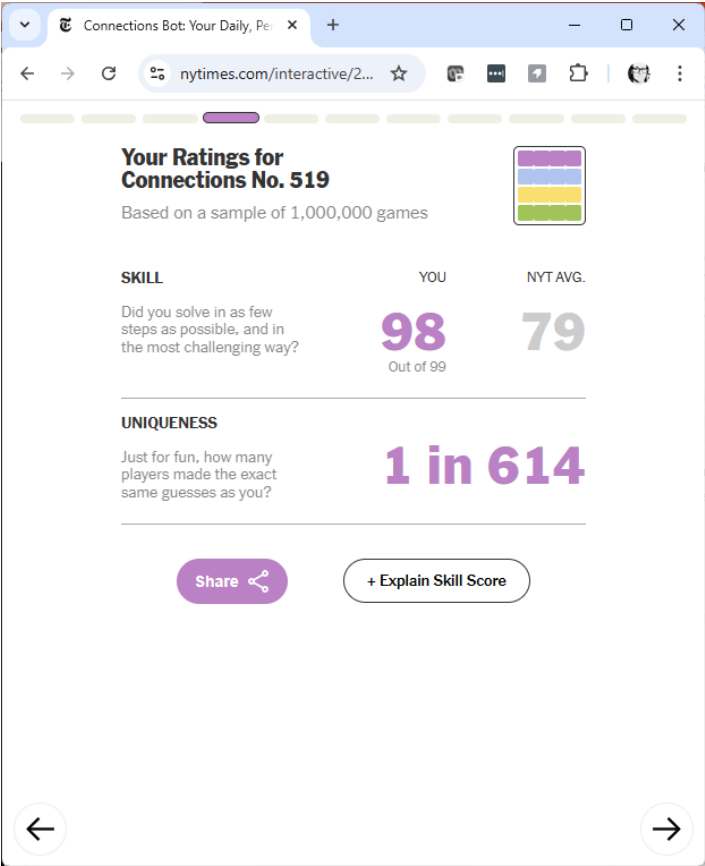 Connections Bot: Your Daily, Pe
nytimes.com/interactive/2...
Your Ratings for
Connections No. 519
Based on a sample of 1,000,000 games
SKILL
YOU
NYT AVG.
Did you solve in as few
steps as possible, and in
the most challenging way?
98
79
Out of 99
UNIQUENESS
Just for fun, how many
players made the exact
same guesses as you?
1 in 614
Share
+ Explain Skill Score